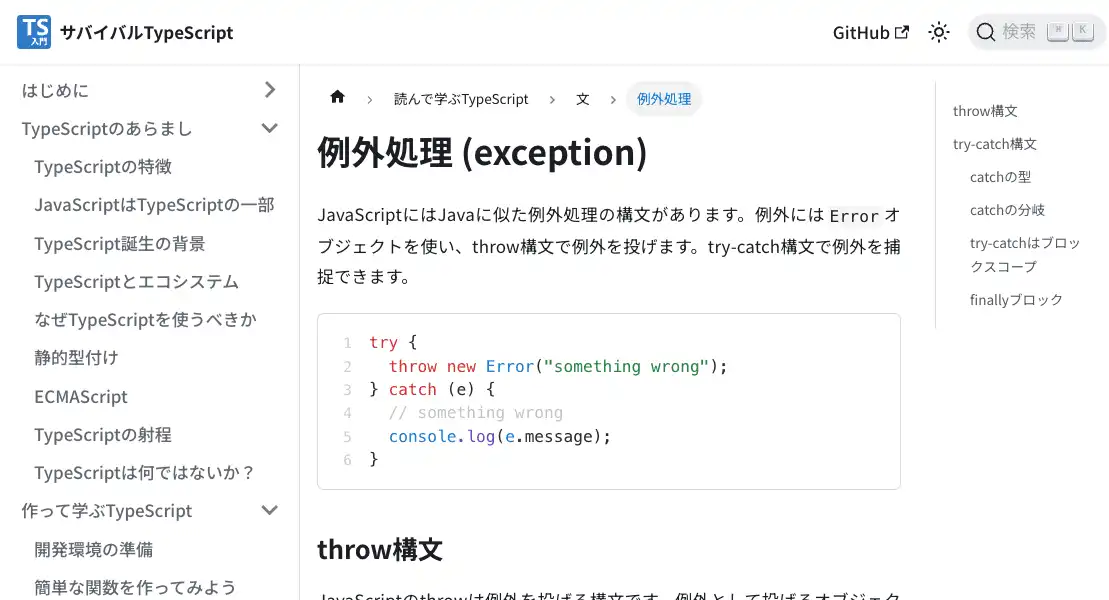 TS
入門
サバイバルTypeScript
GitHub
検索
⌘ K
はじめに
TypeScriptのあらまし
TypeScriptの特徴
JavaScriptはTypeScriptの一部
TypeScript誕生の背景
TypeScriptとエコシステム
なぜTypeScriptを使うべきか
静的型付け
ECMAScript
TypeScriptの射程
TypeScriptは何ではないか？
作って学ぶTypeScript
開発環境の準備
簡単な関数を作ってみよう
読んで学ぶTypeScript
文
例外処理
例外処理 (exception)
JavaScriptにはJavaに似た例外処理の構文があります。例外にはErrorオ
ブジェクトを使い、throw構文で例外を投げます。try-catch構文で例外を捕
捉できます。
1 try {
2   throw new Error("something wrong");
3 } catch (e) {
4   // something wrong
5   console.log(e.message);
6 }
throw構文
JavaScriptのthrowは例外を投げる構文です。例外として投げるオブジェク
throw構文
try-catch構文
catchの型
catchの分岐
try-catchはブロッ
クスコープ
finallyブロック